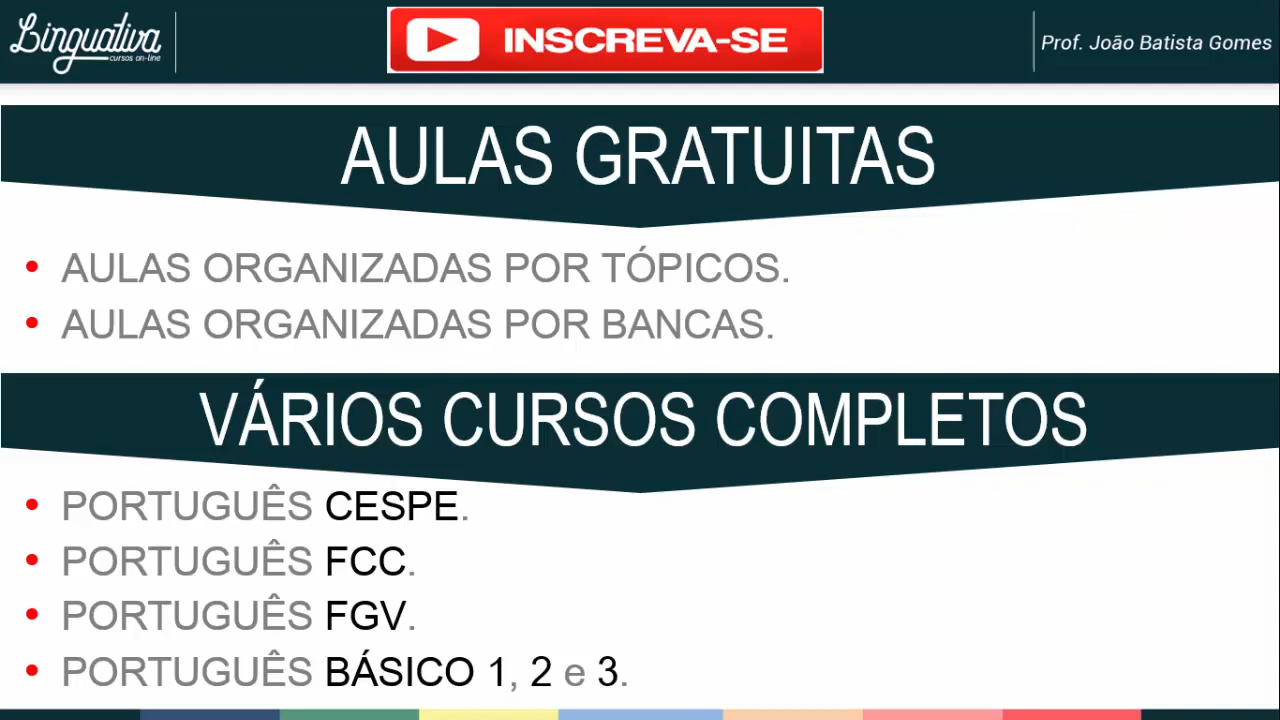 Linguativa
cursos on-line
INSCREVA-SE
Prof. João Batista Gomes
AULAS GRATUITAS
• AULAS ORGANIZADAS POR TÓPICOS.
• AULAS ORGANIZADAS POR BANCAS.
VÁRIOS CURSOS COMPLETOS
• PORTUGUÊS CESPE.
• PORTUGUÊS FCC.
• PORTUGUÊS FGV.
• PORTUGUÊS BÁSICO 1, 2 e 3.